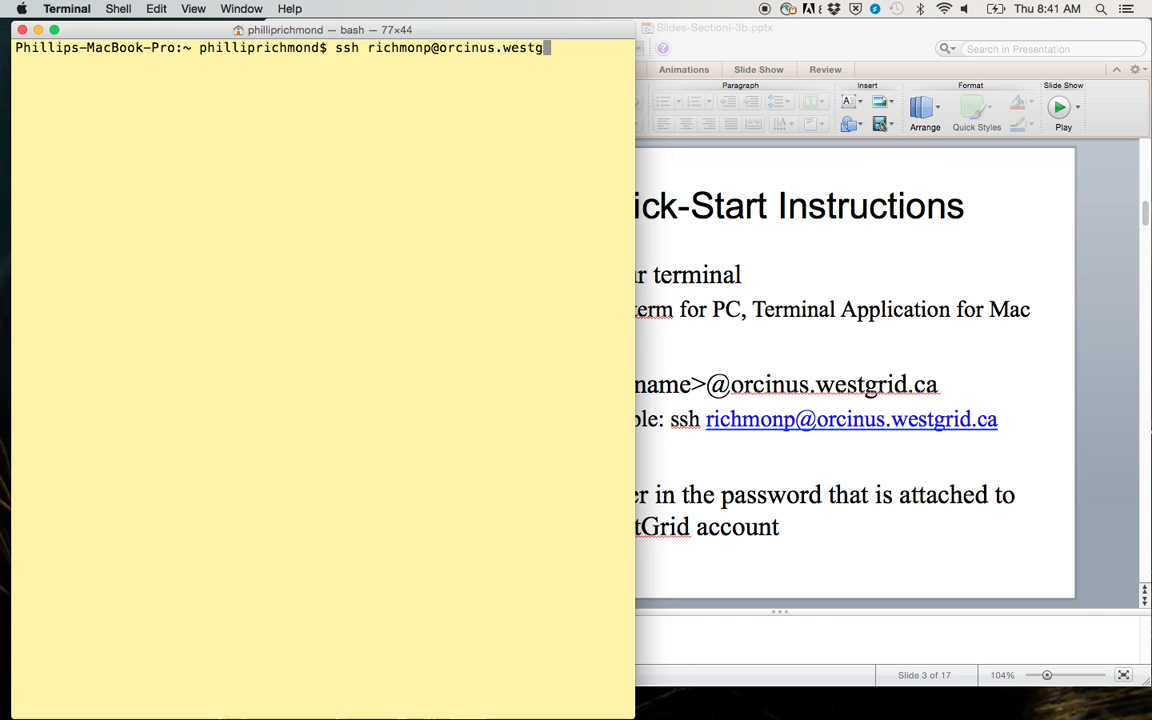 Terminal Shell Edit View Window Help
Thu 8:41 AM
philliprichmond — bash — 77×44
Phillips-MacBook-Pro:~ philliprichmond$ ssh richmonp@orcinus.westg
Slides-SectionI-3b.pptx
Search in Presentation
Animations Slide Show Review
Paragraph Insert Format Slide Show
Arrange Quick Styles Play
ick-Start Instructions
r terminal
term for PC, Terminal Application for Mac
name>@orcinus.westgrid.ca
ple: ssh richmonp@orcinus.westgrid.ca
er in the password that is attached to
tGrid account
Slide 3 of 17 104%